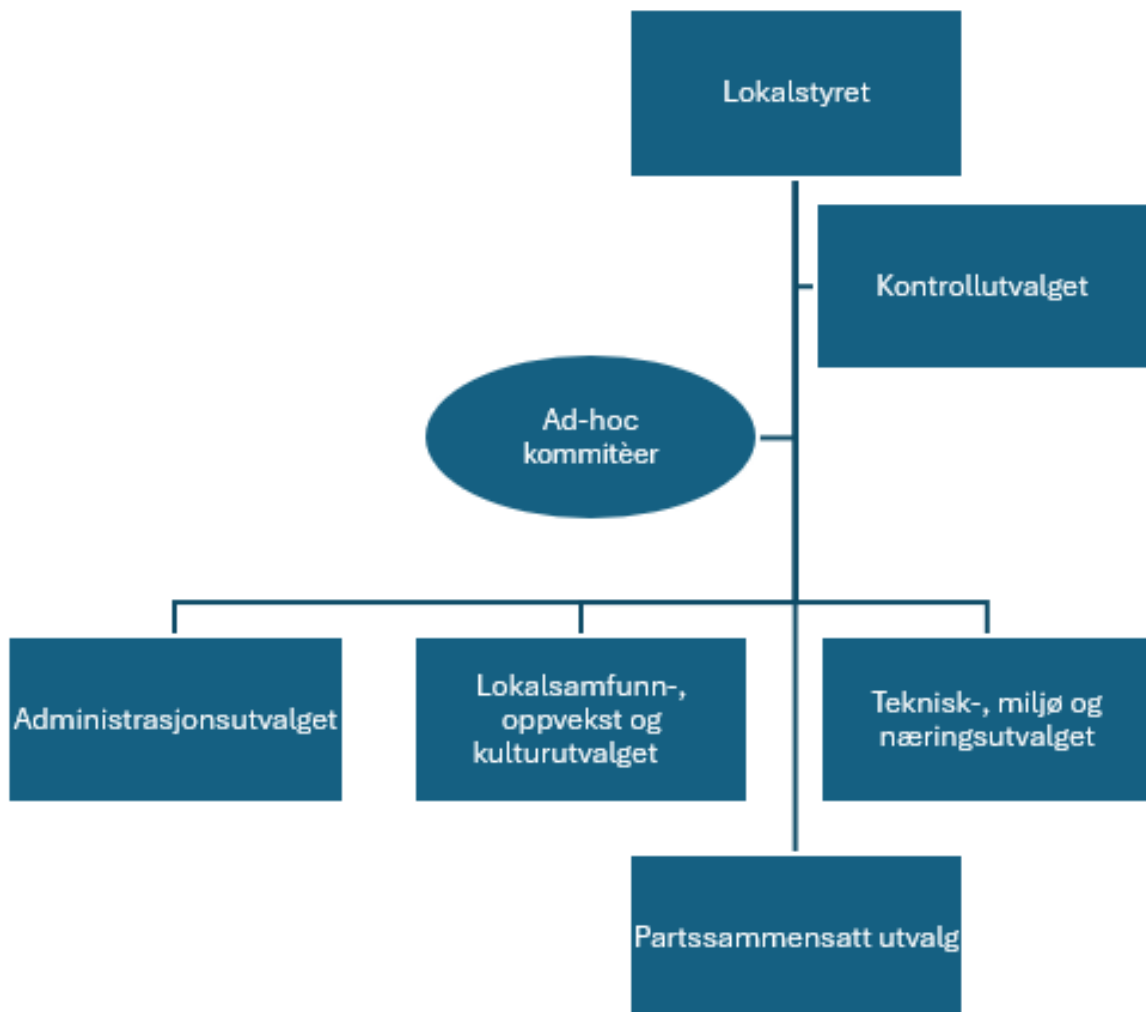 Lokalstyret
Kontrollutvalget
Ad-hoc
kommitèer
Administrasjonsutvalget
Lokalsamfunn-,
oppvekst og
kulturutvalget
Teknisk-, miljø og
næringsutvalget
Partssammensatt utvalg